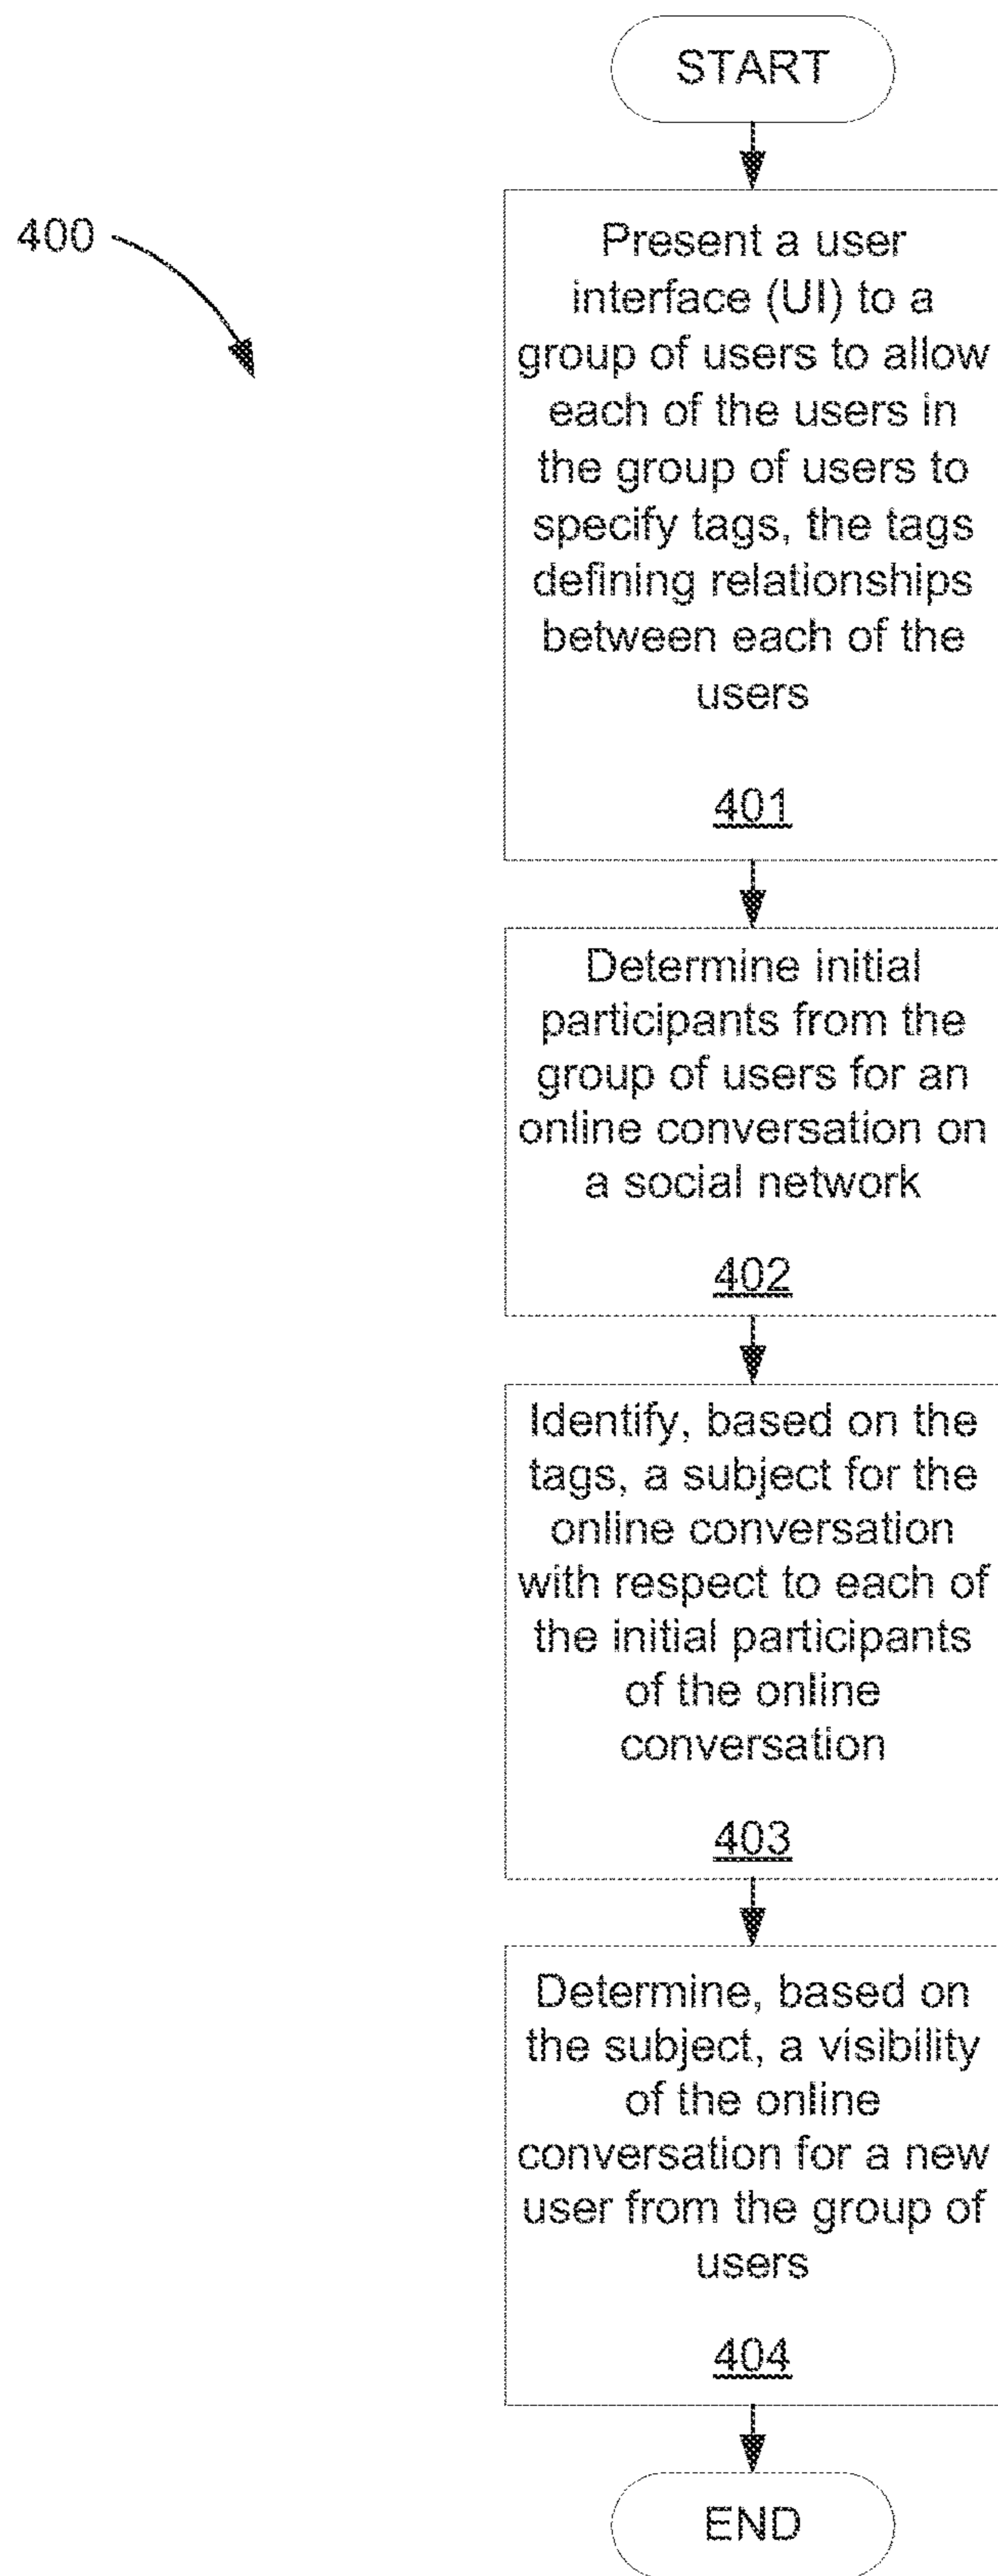 START
400
Present a user
interface (UI) to a
group of users to allow
each of the users in
the group of users to
specify tags, the tags
defining relationships
between each of the
users
401
Determine initial
participants from the
group of users for an
online conversation on
a social network
402
Identify, based on the
tags, a subject for the
online conversation
with respect to each of
the initial participants
of the online
conversation
403
Determine, based on
the subject, a visibility
of the online
conversation for a new
user from the group of
users
404
END